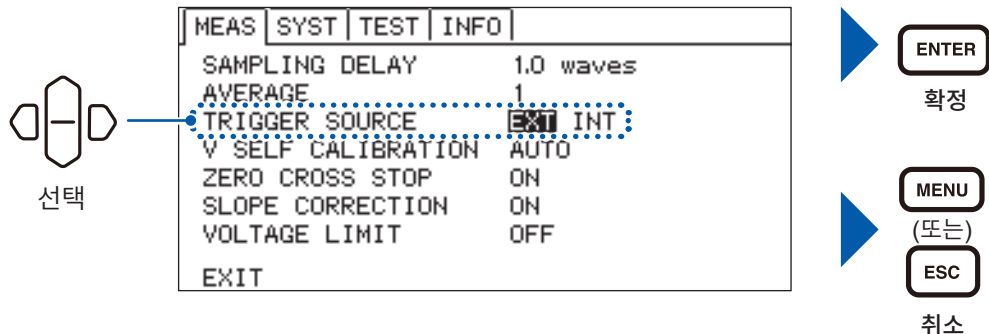 MEAS SYST TEST INFO
SAMPLING DELAY 1.0 waves
AVERAGE 1
TRIGGER SOURCE EXT INT
V SELF CALIBRATION AUTO
ZERO CROSS STOP ON
SLOPE CORRECTION ON
VOLTAGE LIMIT OFF
EXIT
선택
ENTER
확정
MENU
(또는)
ESC
취소